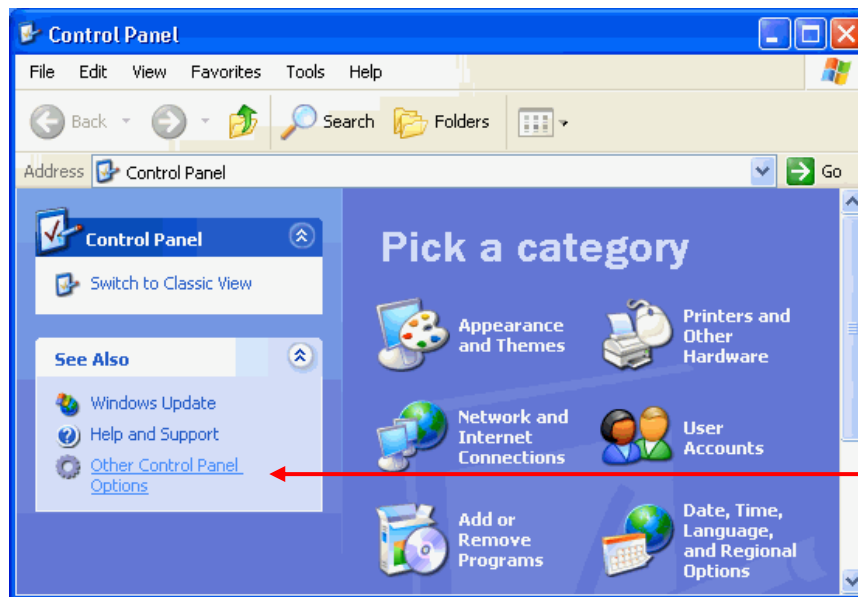 Control Panel
File Edit View Favorites Tools Help
Back Search Folders
Address Control Panel Go
Control Panel
Switch to Classic View
See Also
Windows Update
Help and Support
Other Control Panel
Options
Pick a category
Appearance
and Themes
Printers and
Other
Hardware
Network and
Internet
Connections
User
Accounts
Add or
Remove
Programs
Date, Time,
Language,
and Regional
Options